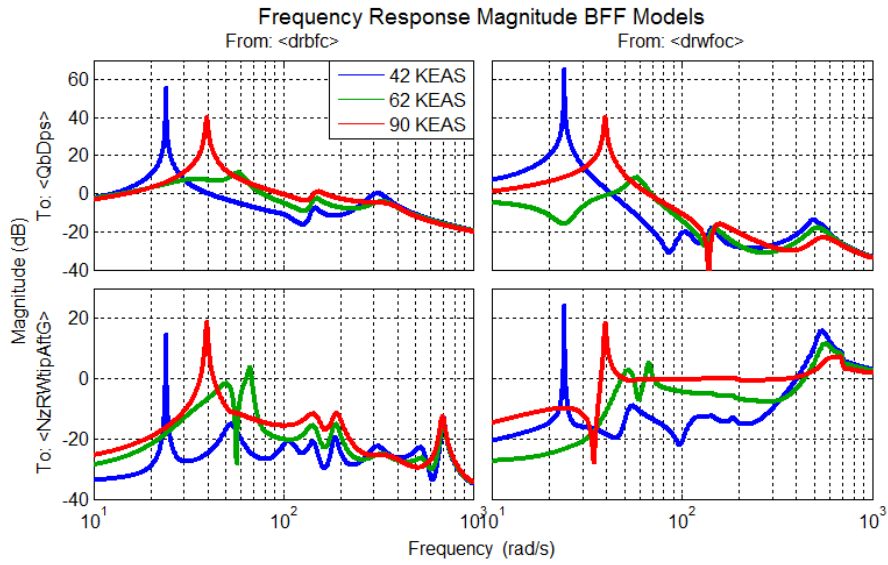 Frequency Response Magnitude BFF Models
From: <drbfc>
From: <drwfoc>
To: <QbDps>
To: <NzRWtipAftG>
Magnitude (dB)
42 KEAS
62 KEAS
90 KEAS
60
40
20
0
-20
-40
20
0
-20
-40
10^1
10^2
10^3
10^1
10^2
10^3
Frequency (rad/s)